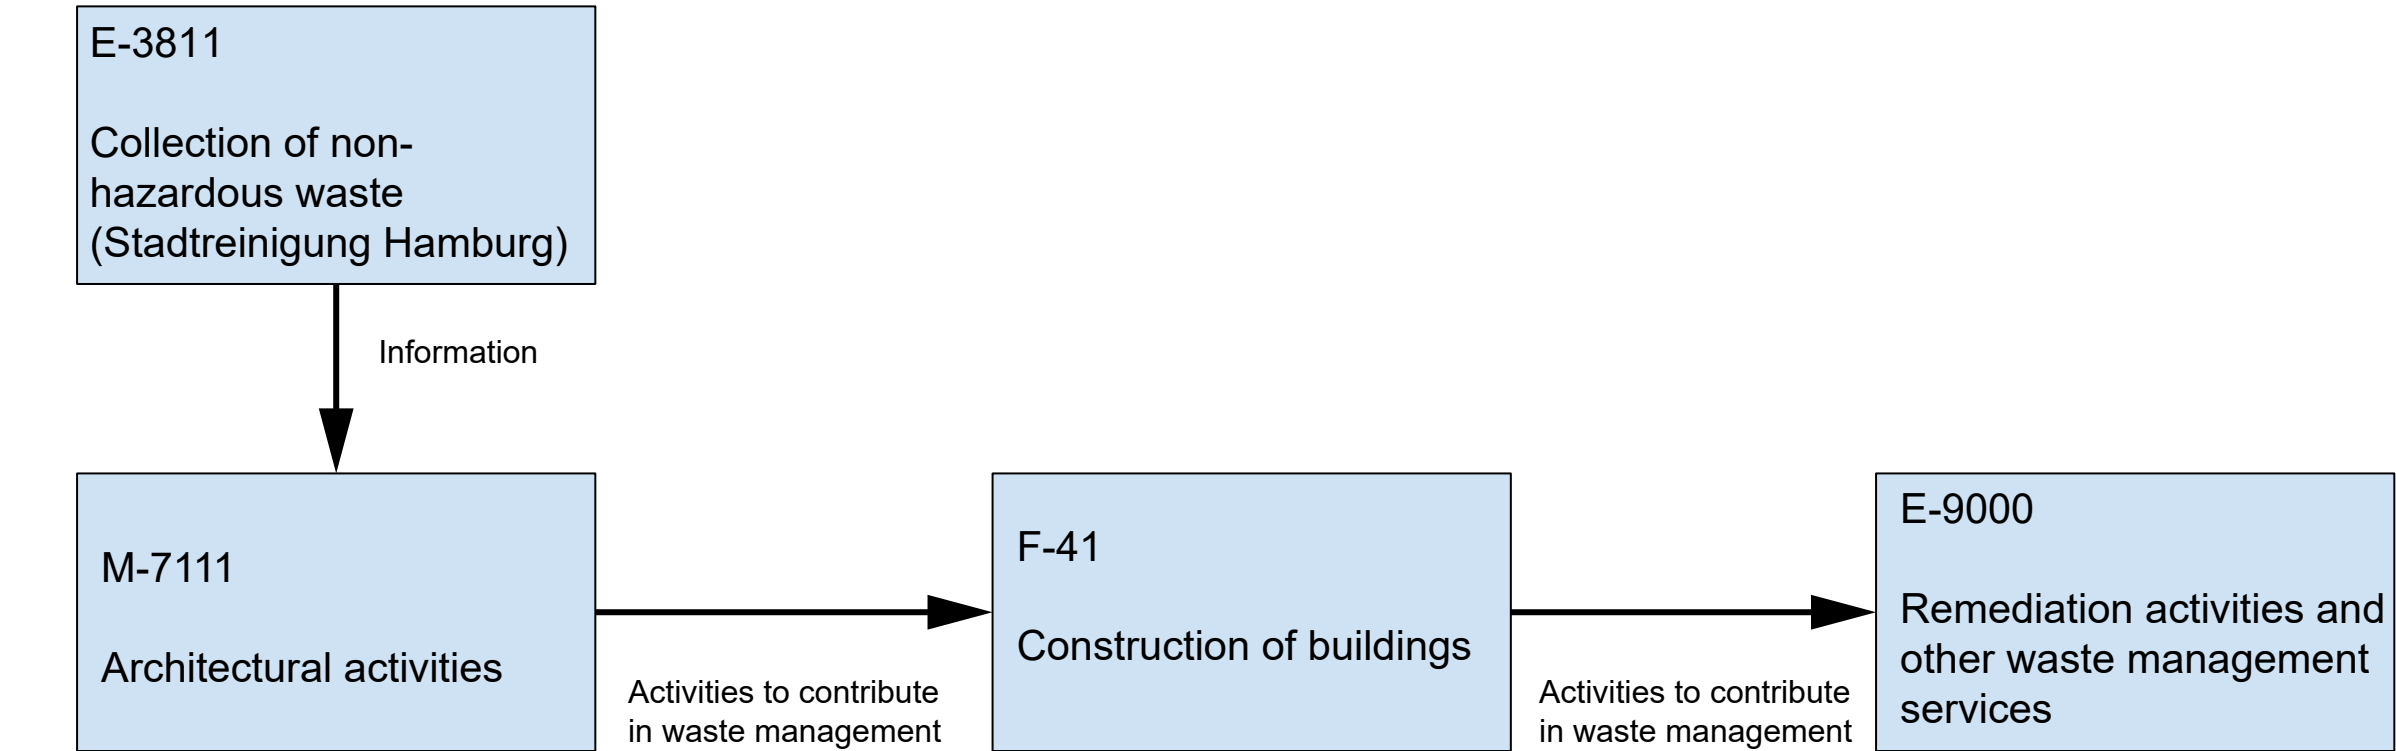 E-3811
Collection of non-
hazardous waste
(Stadtreinigung Hamburg)
Information
M-7111
Architectural activities
Activities to contribute
in waste management
F-41
Construction of buildings
Activities to contribute
in waste management
E-9000
Remediation activities and
other waste management
services